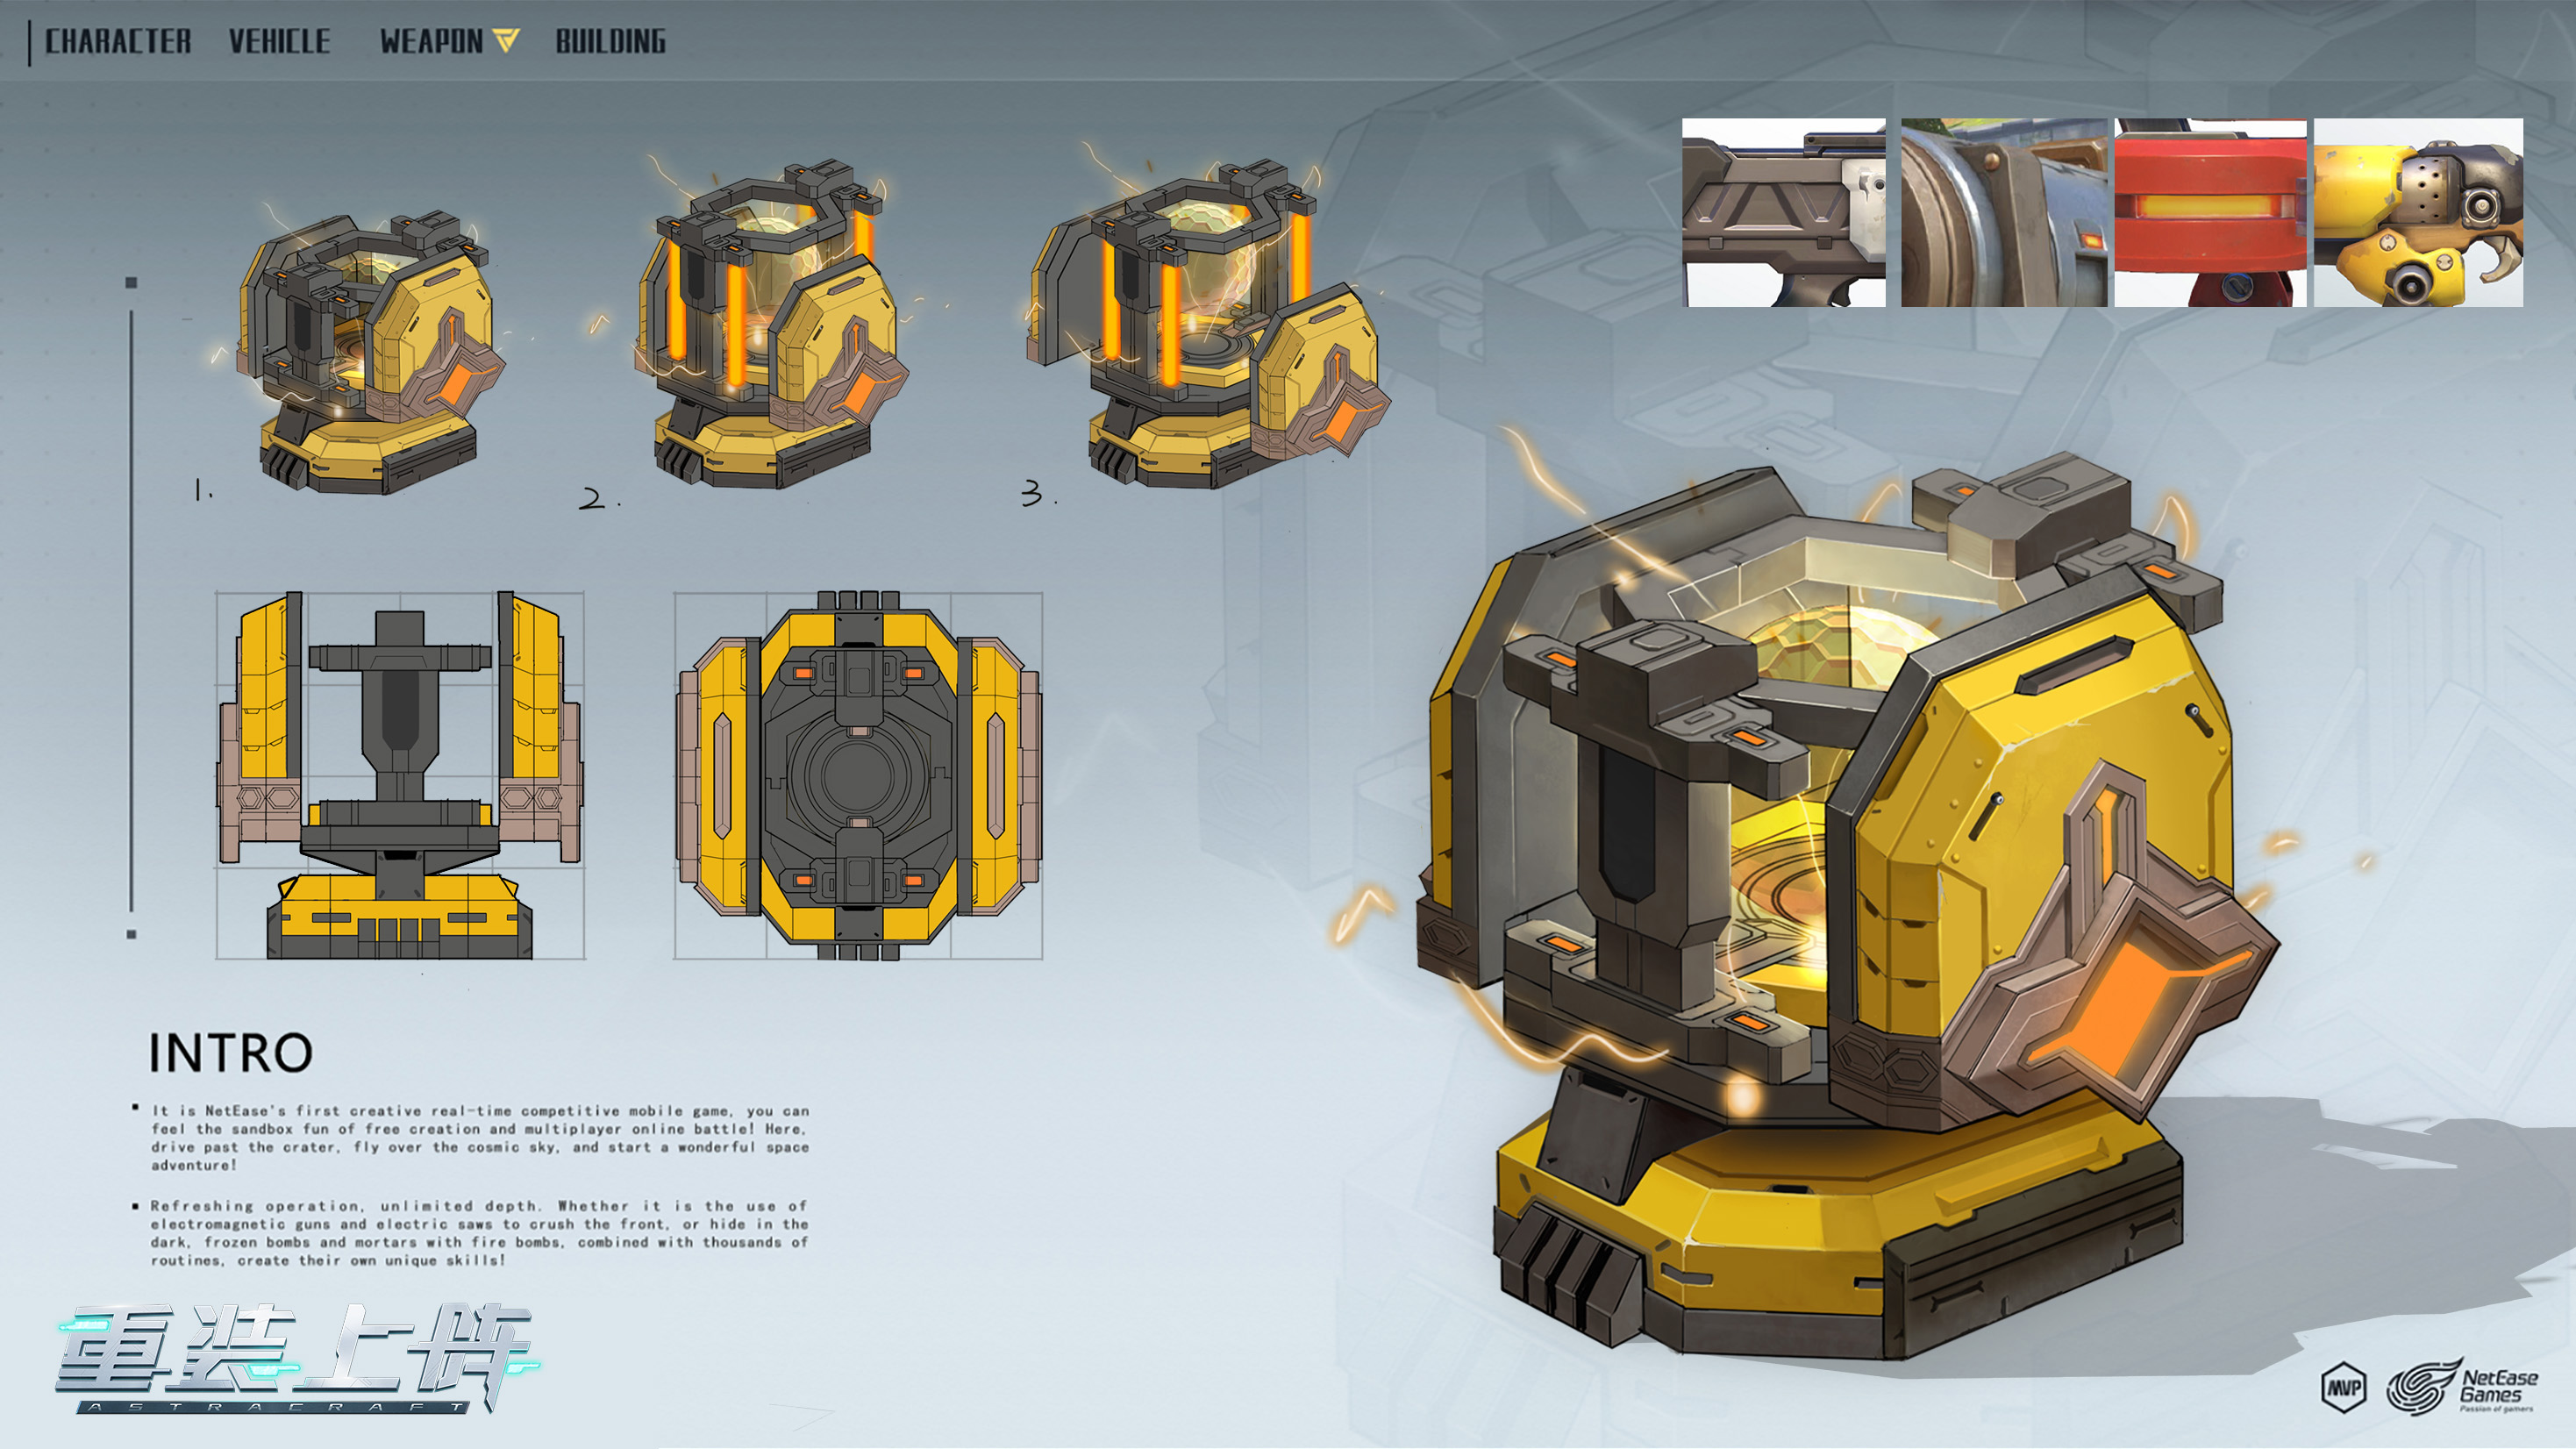 CHARACTER VEHICLE WEAPON BUILDING
1. 2. 3.
INTRO
It is NetEase's first creative real-time competitive mobile game, you can
feel the sandbox fun of free creation and multiplayer online battle! Here,
drive past the crater, fly over the cosmic sky, and start a wonderful space
adventure!
Refreshing operation, unlimited depth. Whether it is the use of
electromagnetic guns and electric saws to crush the front, or hide in the
dark, frozen bombs and mortars with fire bombs, combined with thousands of
routines, create their own unique skills!
重装上阵
ASTRACRAFT
MVP
NetEase
Games
Passion of gamers